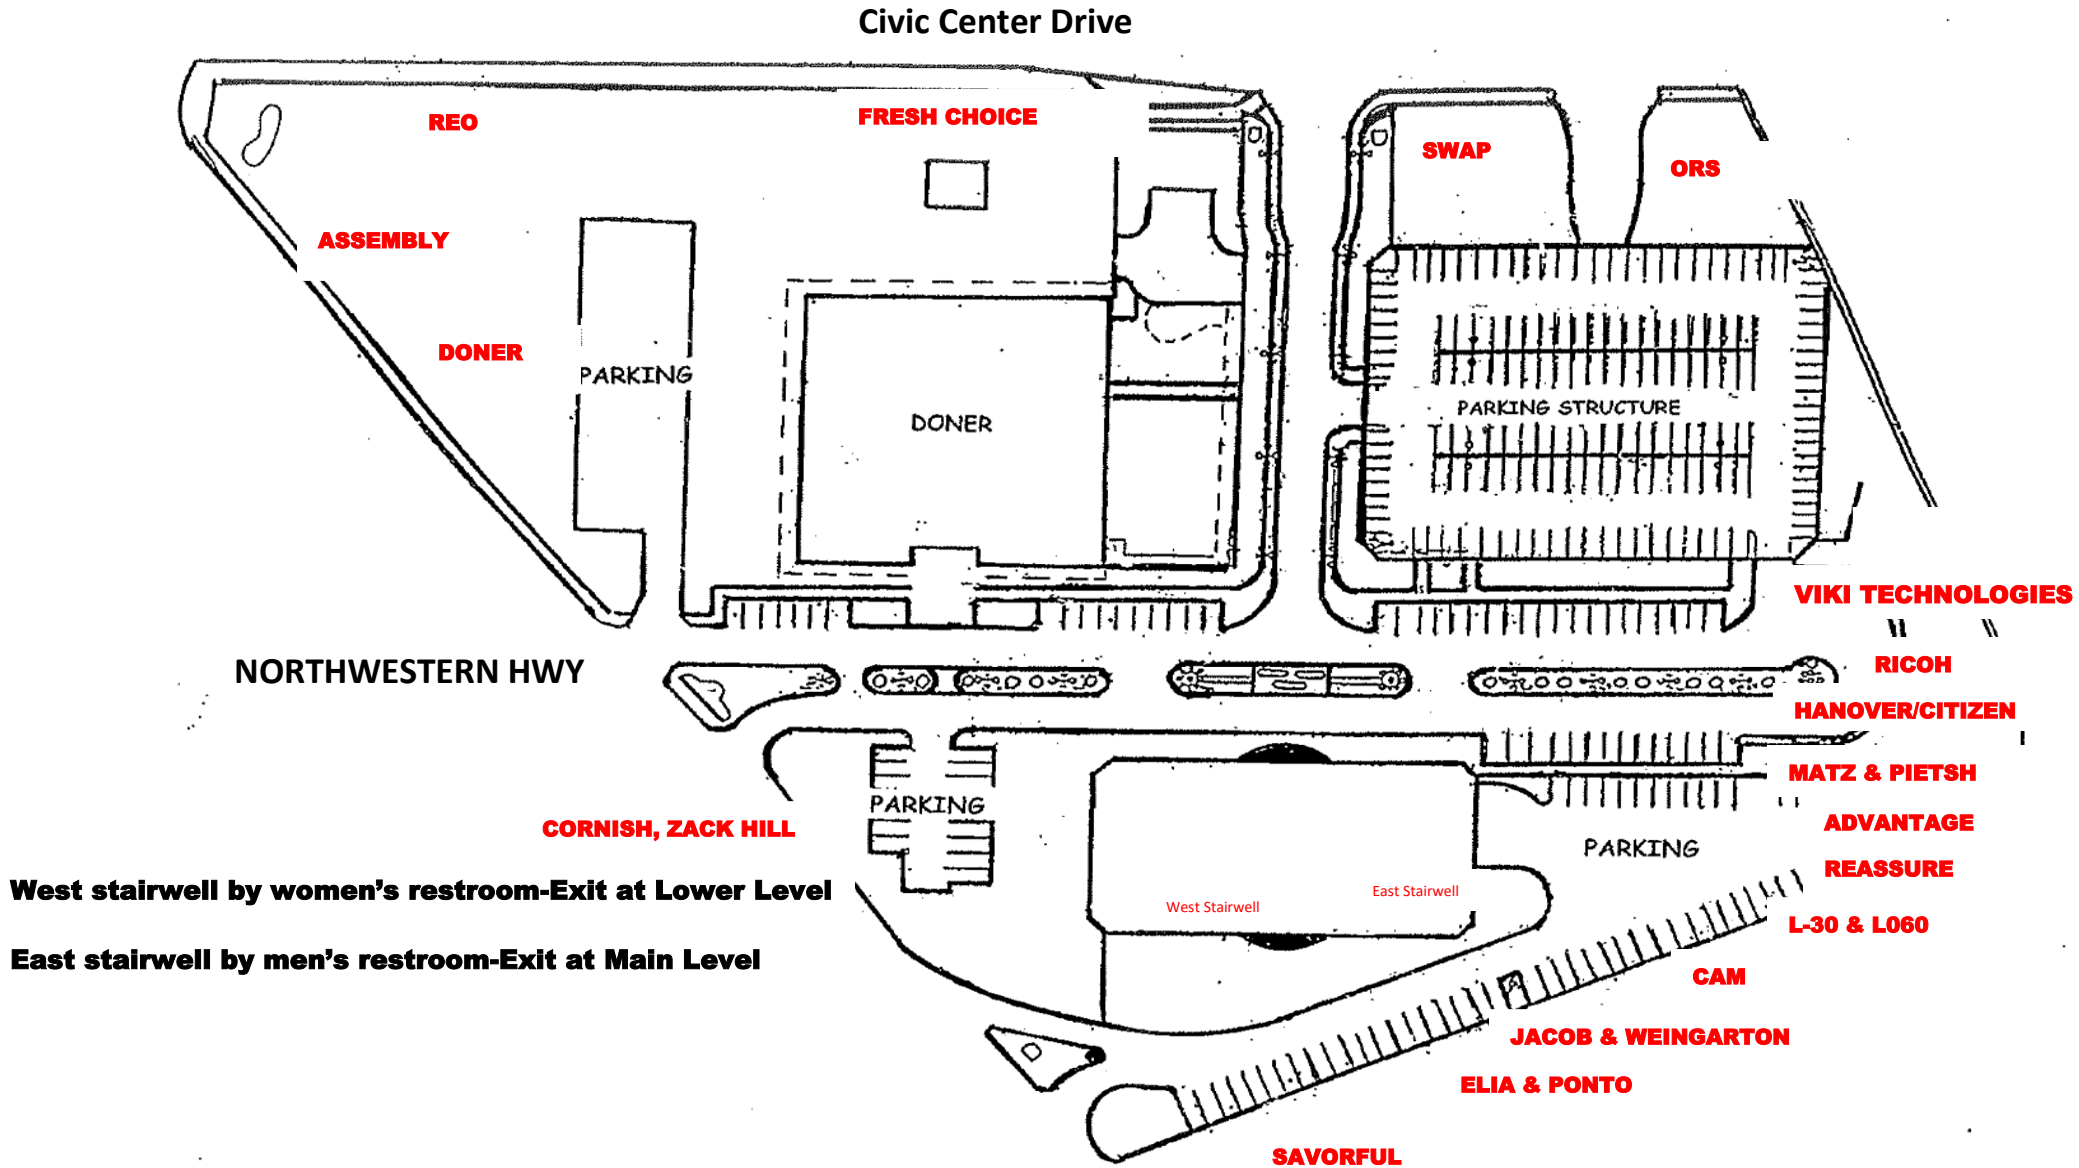 Civic Center Drive
REO
FRESH CHOICE
SWAP
ORS
ASSEMBLY
DONER
PARKING
DONER
PARKING STRUCTURE
VIKI TECHNOLOGIES
NORTHWESTERN HWY
RICOH
HANOVER/CITIZEN
MATZ & PIETSH
PARKING
CORNISH, ZACK HILL
ADVANTAGE
PARKING
REASSURE
West stairwell by women’s restroom-Exit at Lower Level
East Stairwell
West Stairwell
L-30 & L060
East stairwell by men’s restroom-Exit at Main Level
CAM
JACOB & WEINGARTON
ELIA & PONTO
SAVORFUL